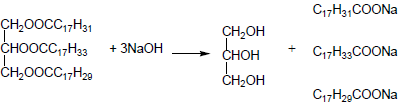 CH₂OOCC₁₇H₃₁
CHOOCC₁₇H₃₃
CH₂OOCC₁₇H₂₉
+ 3NaOH
CH₂OH
CHOH
CH₂OH
+
C₁₇H₃₁COONa
C₁₇H₃₃COONa
C₁₇H₂₉COONa